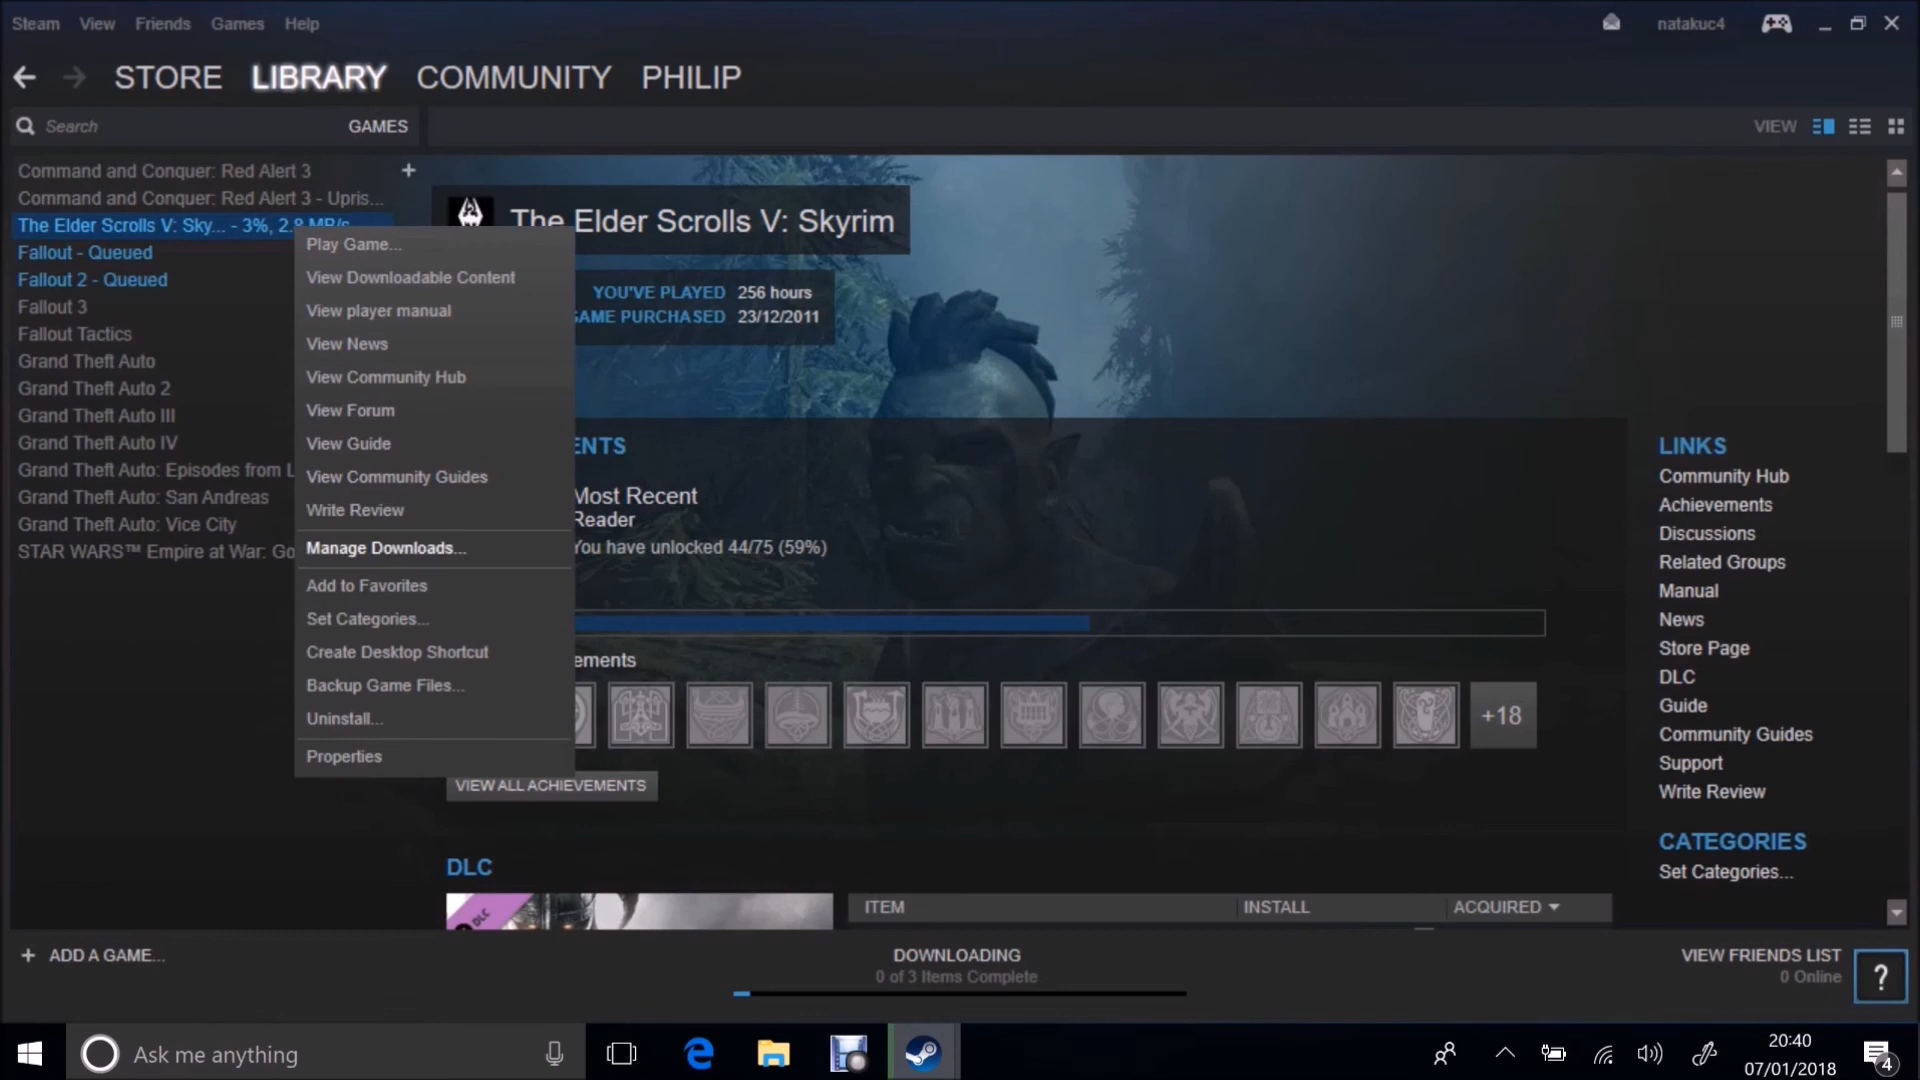 Steam View Friends Games Help
natakuc4
STORE LIBRARY COMMUNITY PHILIP
Search GAMES
VIEW
Command and Conquer: Red Alert 3
Command and Conquer: Red Alert 3 - Upris...
The Elder Scrolls V: Sky... - 3%, 2.8 MB/s
Fallout - Queued
Fallout 2 - Queued
Fallout 3
Fallout Tactics
Grand Theft Auto
Grand Theft Auto 2
Grand Theft Auto III
Grand Theft Auto IV
Grand Theft Auto: Episodes from L
Grand Theft Auto: San Andreas
Grand Theft Auto: Vice City
STAR WARS™ Empire at War: Go
Play Game...
View Downloadable Content
View player manual
View News
View Community Hub
View Forum
View Guide
View Community Guides
Write Review
Manage Downloads...
Add to Favorites
Set Categories...
Create Desktop Shortcut
Backup Game Files...
Uninstall...
Properties
The Elder Scrolls V: Skyrim
YOU'VE PLAYED 256 hours
GAME PURCHASED 23/12/2011
ENTS
Most Recent
Reader
You have unlocked 44/75 (59%)
ements
+18
VIEW ALL ACHIEVEMENTS
DLC
DLC
ITEM INSTALL ACQUIRED
LINKS
Community Hub
Achievements
Discussions
Related Groups
Manual
News
Store Page
DLC
Guide
Community Guides
Support
Write Review
CATEGORIES
Set Categories...
+ ADD A GAME...
DOWNLOADING
0 of 3 Items Complete
VIEW FRIENDS LIST
0 Online
?
Ask me anything
20:40
07/01/2018
4